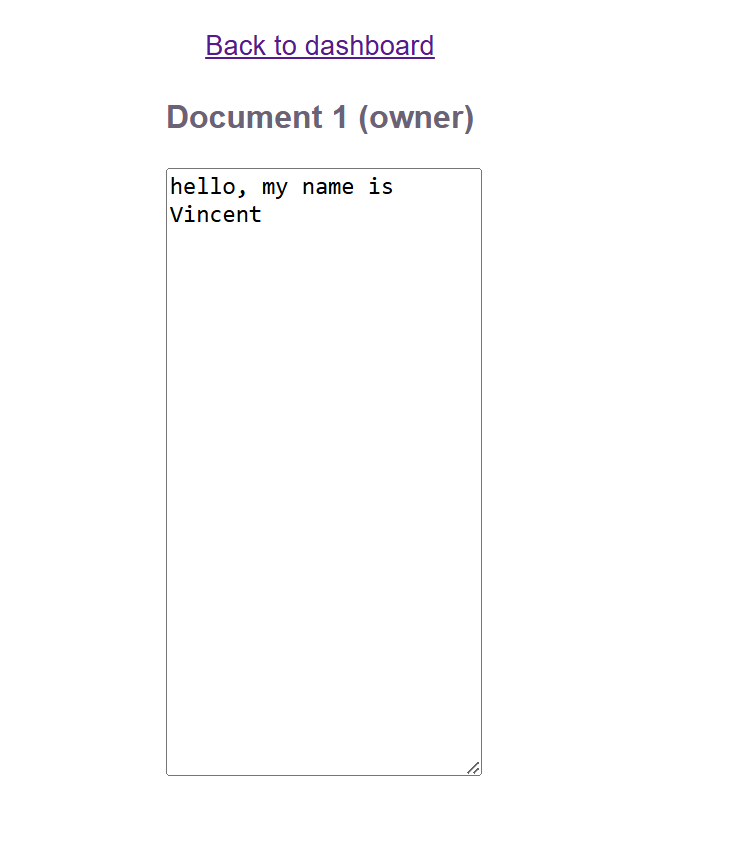 Back to dashboard
Document 1 (owner)
hello, my name is
Vincent